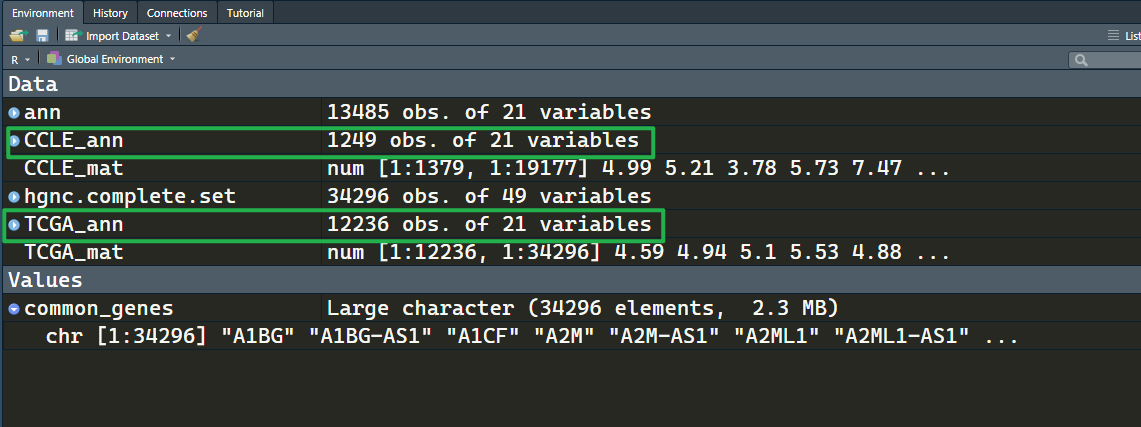 Environment History Connections Tutorial
Import Dataset List
R Global Environment
Data
ann 13485 obs. of 21 variables
CCLE_ann 1249 obs. of 21 variables
CCLE_mat num [1:1379, 1:19177] 4.99 5.21 3.78 5.73 7.47 ...
hgnc.complete.set 34296 obs. of 49 variables
TCGA_ann 12236 obs. of 21 variables
TCGA_mat num [1:12236, 1:34296] 4.59 4.94 5.1 5.53 4.88 ...
Values
common_genes Large character (34296 elements, 2.3 MB)
chr [1:34296] "A1BG" "A1BG-AS1" "A1CF" "A2M" "A2M-AS1" "A2ML1" "A2ML1-AS1" ...